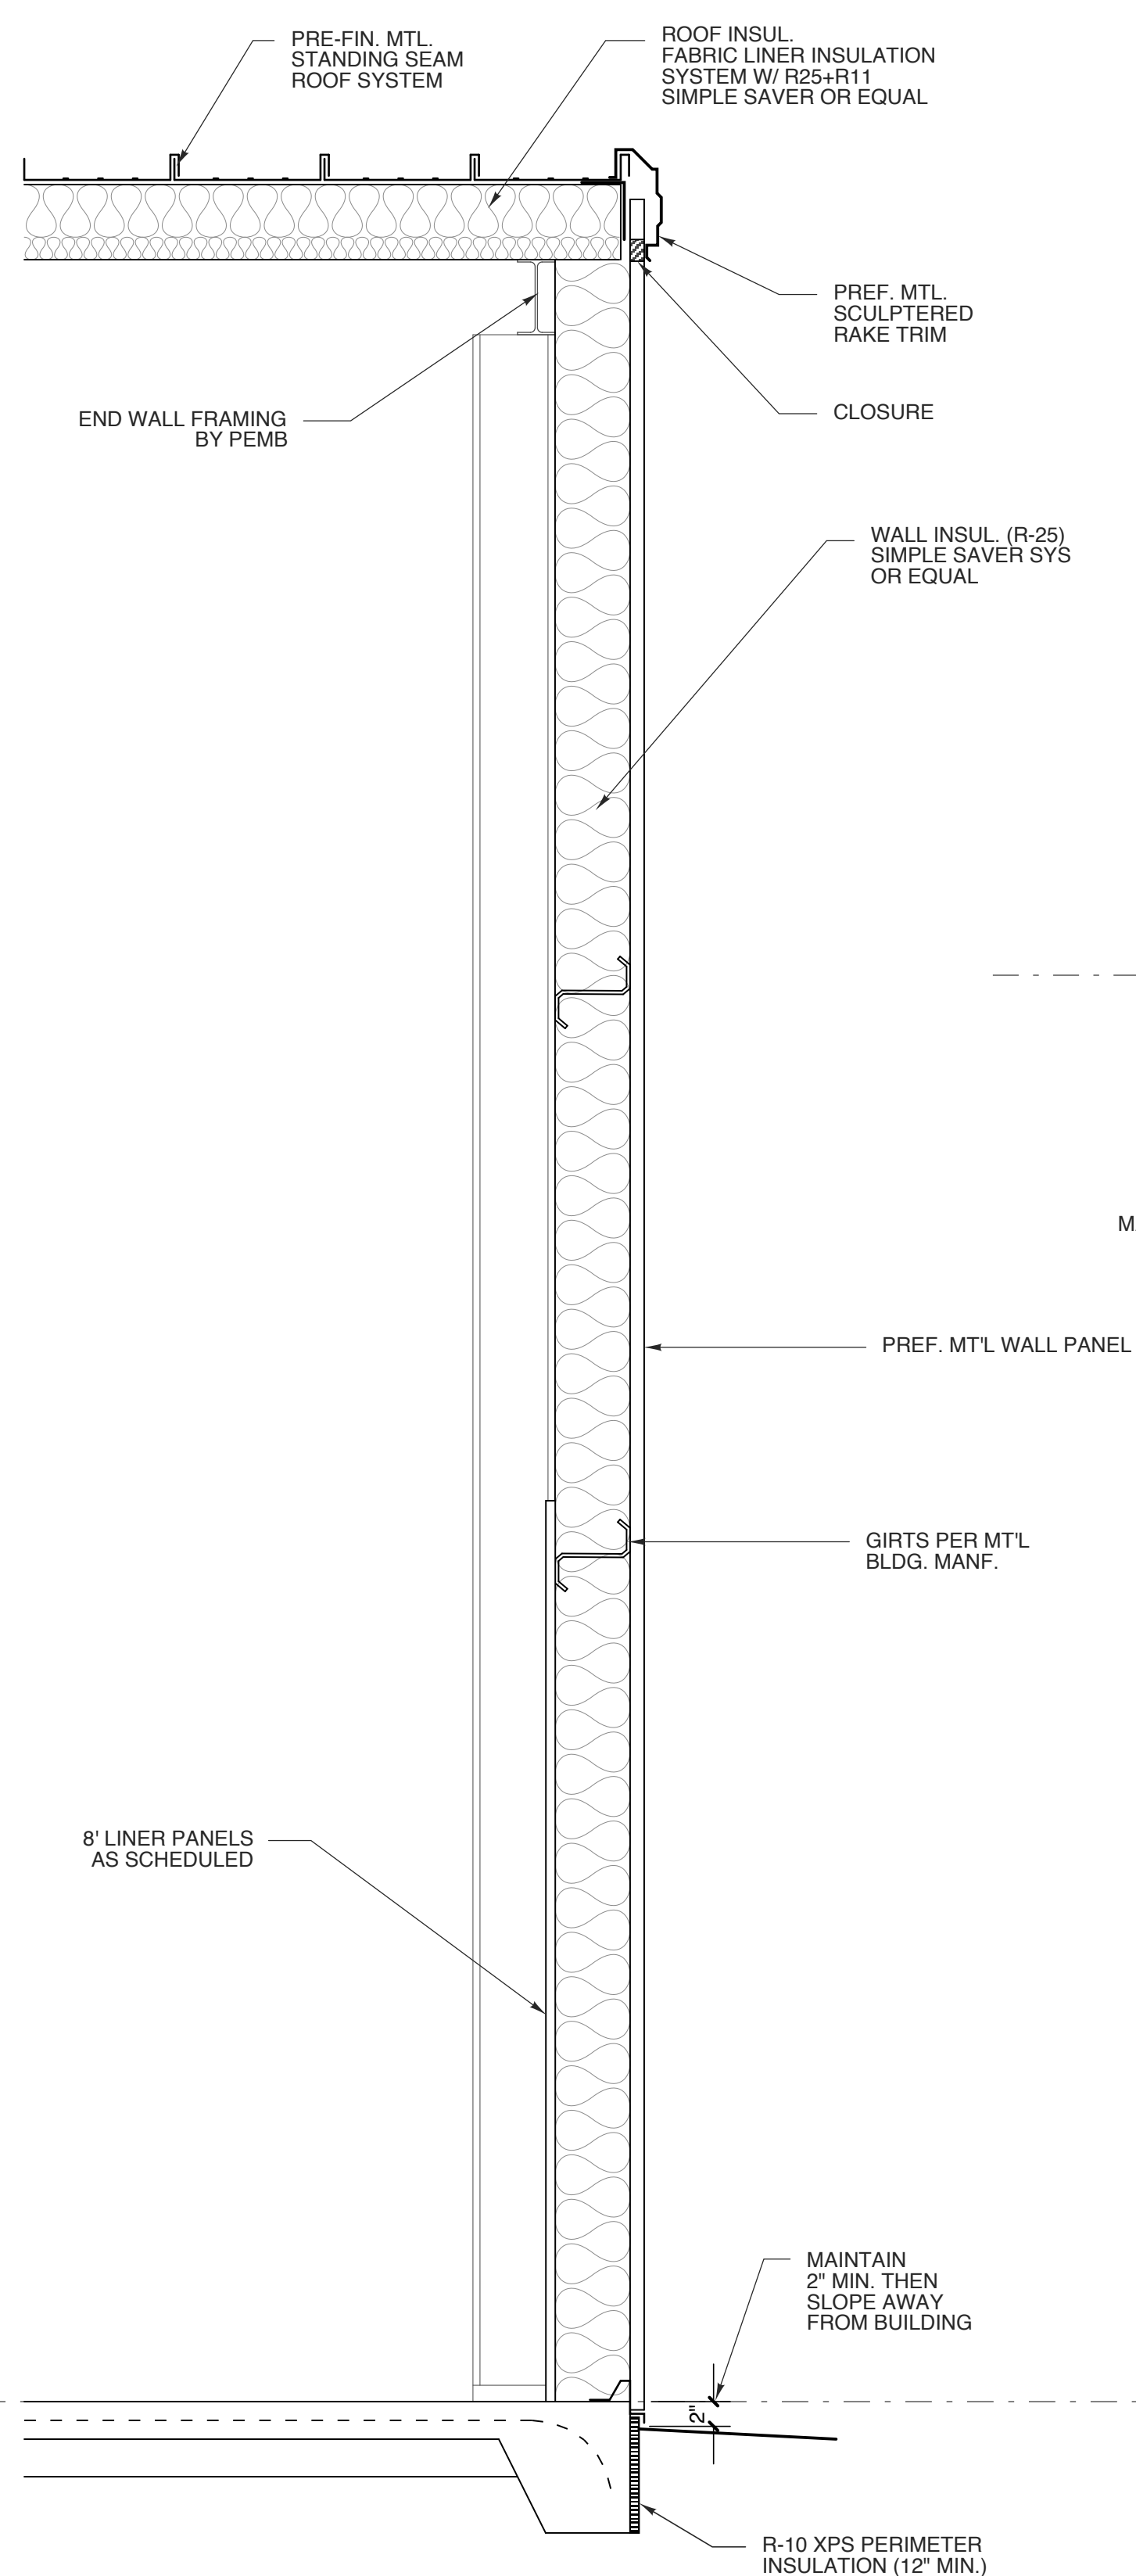 PRE-FIN. MTL.
STANDING SEAM
ROOF SYSTEM
ROOF INSUL.
FABRIC LINER INSULATION
SYSTEM W/ R25+R11
SIMPLE SAVER OR EQUAL
PREF. MTL.
SCULPTERED
RAKE TRIM
CLOSURE
END WALL FRAMING
BY PEMB
WALL INSUL. (R-25)
SIMPLE SAVER SYS
OR EQUAL
PREF. MT'L WALL PANEL
GIRTS PER MT'L
BLDG. MANF.
8' LINER PANELS
AS SCHEDULED
MAINTAIN
2" MIN. THEN
SLOPE AWAY
FROM BUILDING
2"
R-10 XPS PERIMETER
INSULATION (12" MIN.)